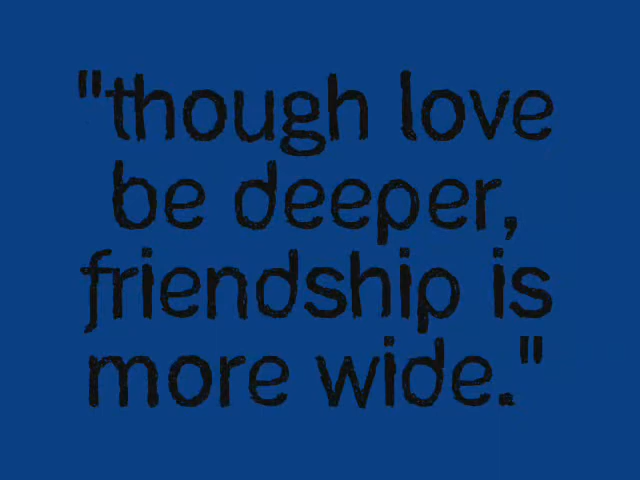 "though love
be deeper,
friendship is
more wide."